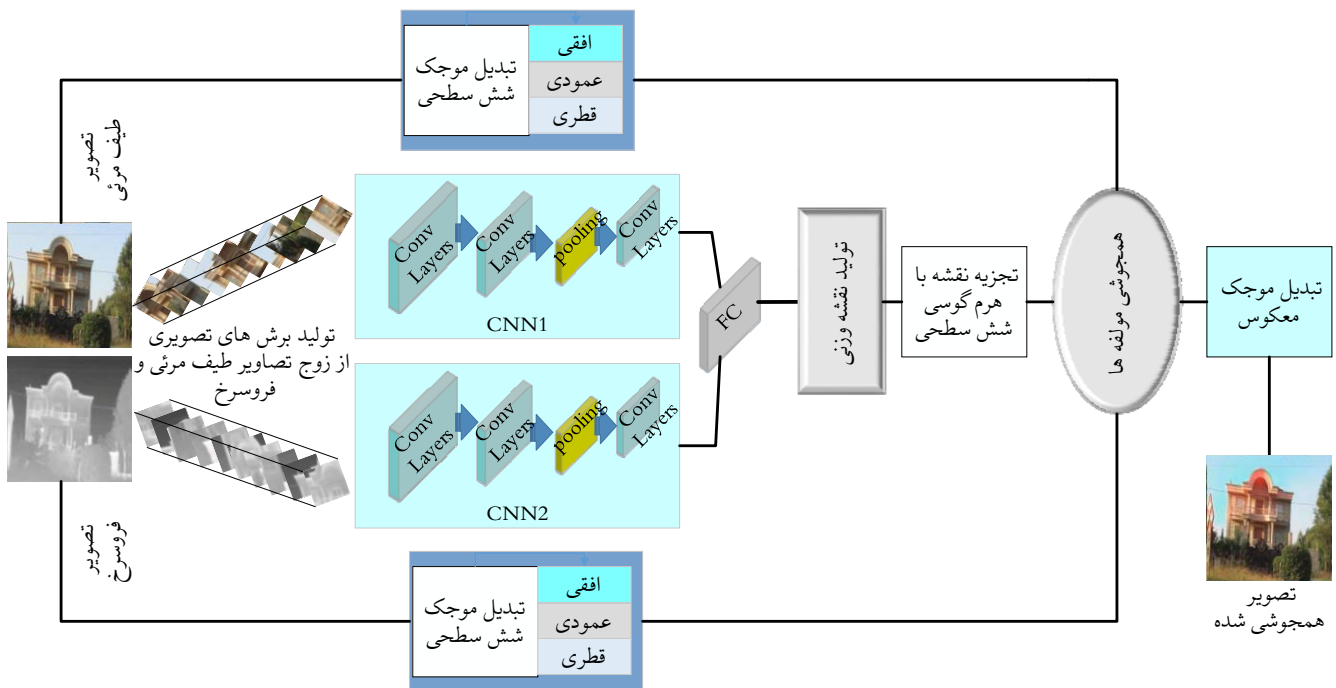 تبدیل موجک
شش سطحی
افقی
عمودی
قطری
تصویر
طیف مرئی
تولید برش های تصویری
از زوج تصاویر طیف مرئی و
فروسرخ
تصویر
فروسرخ
Conv
Layers
Conv
Layers
pooling
Conv
Layers
CNN1
Conv
Layers
Conv
Layers
pooling
Conv
Layers
CNN2
FC
تولید نقشه وزنی
تجزیه نقشه با
هرم گوسی
شش سطحی
همجوشی مولفه ها
تبدیل موجک
معکوس
تصویر
همجوشی شده
تبدیل موجک
شش سطحی
افقی
عمودی
قطری